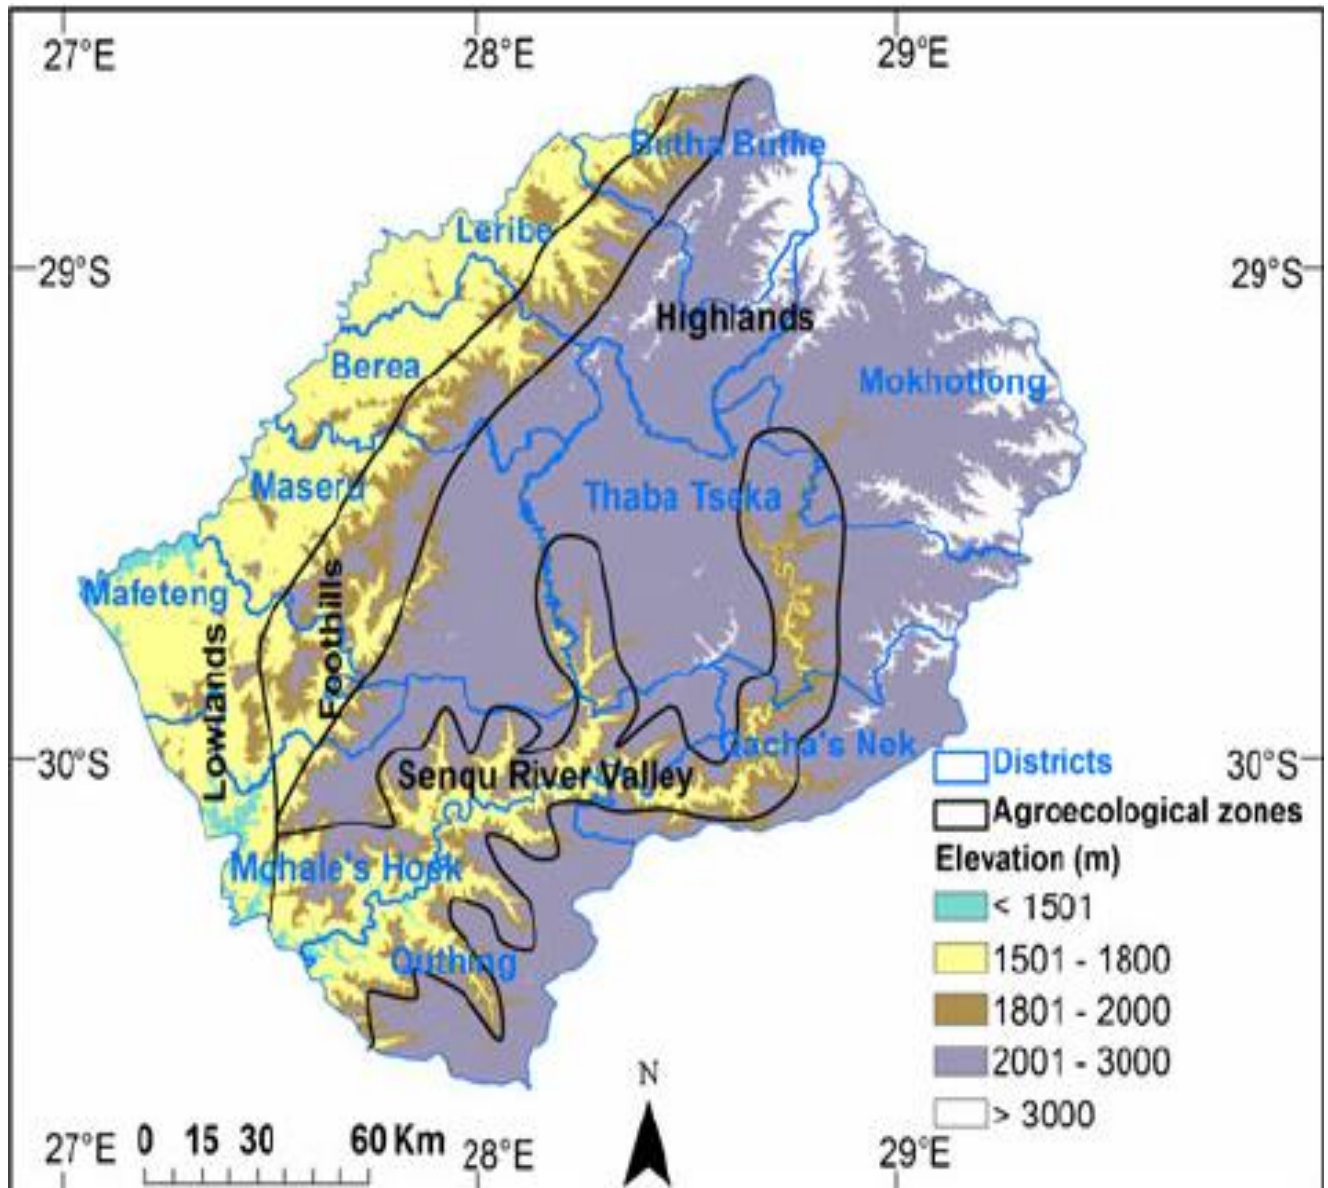 27°E 28°E 29°E
Butha Buthe
Leribe
29°S 29°S
Highlands
Berea
Mokhotlong
Maseru
Thaba Tseka
Mafeteng
Foothills
Lowlands
Qacha's Nek
30°S 30°S
Senqu River Valley
Mohale's Hoek
Quthing
Districts
Agroecological zones
Elevation (m)
< 1501
1501 - 1800
1801 - 2000
2001 - 3000
> 3000
N
0 15 30 60 Km
27°E 28°E 29°E